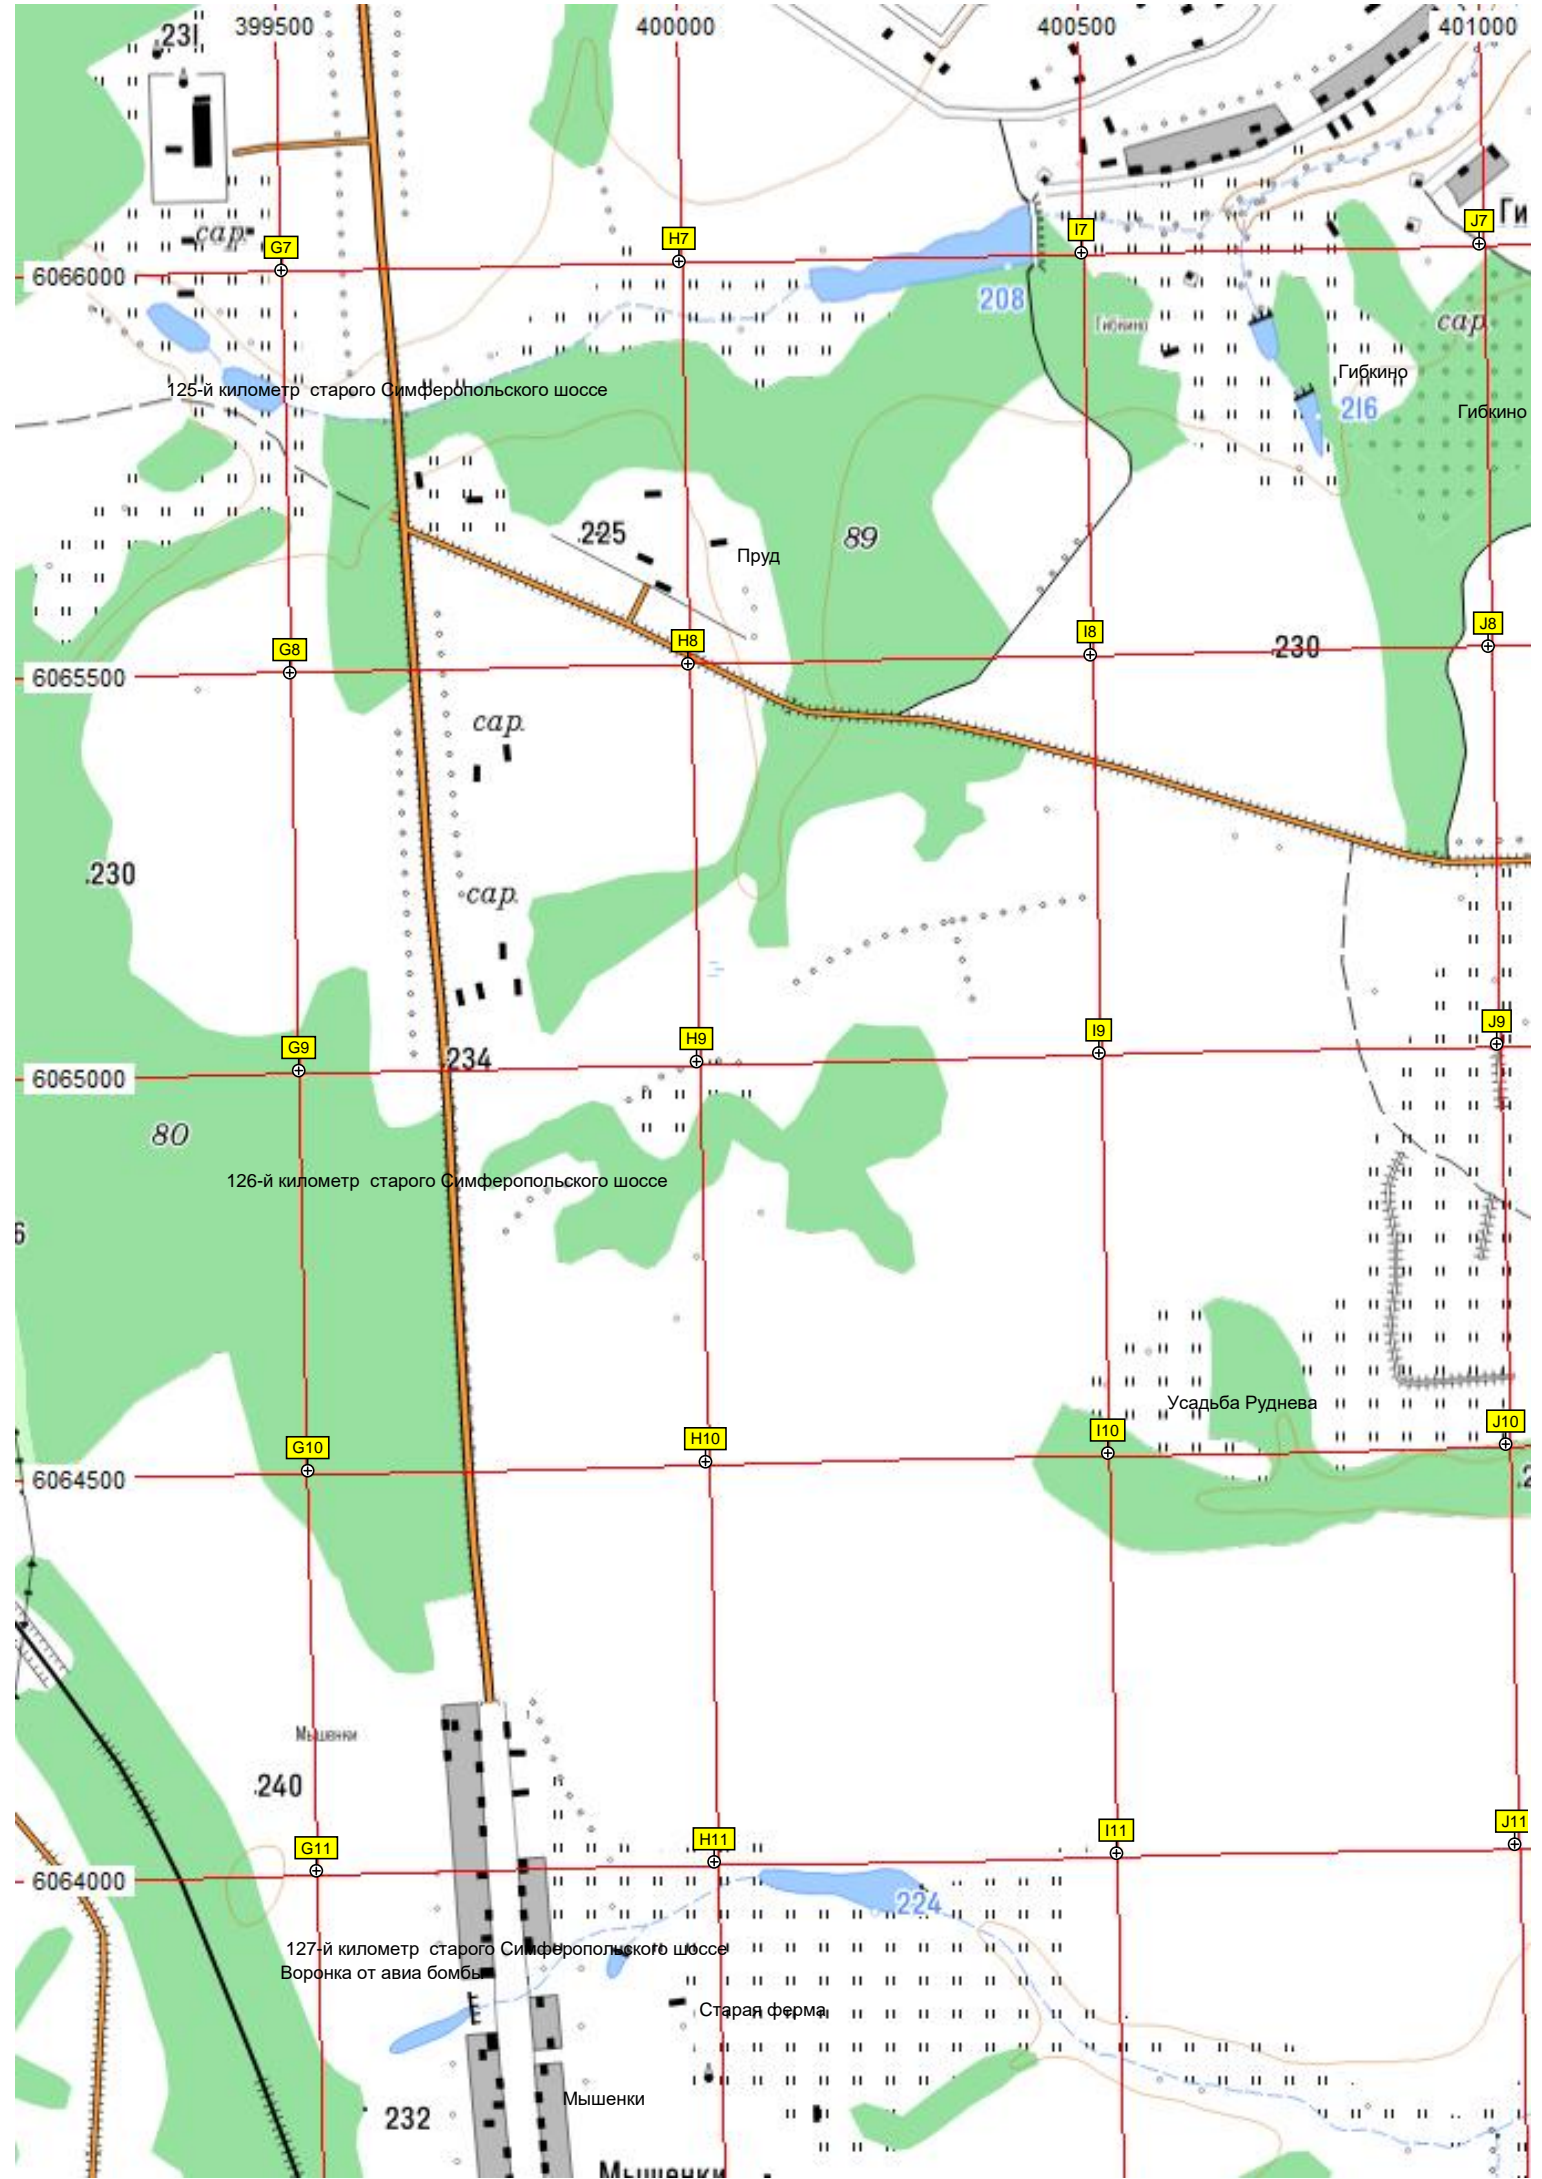 399500 400000 400500 401000
.231
сар.
Ги
G7 H7 I7 J7
6066000
208
Гибкино
сар.
125-й километр  старого Симферопольского шоссе
Гибкино
216
Гибкино
.225
89
Пруд
G8 H8 I8 J8
.230
6065500
сар.
.230
сар.
G9 H9 I9 J9
.234
6065000
80
126-й километр  старого Симферопольского шоссе
6
Усадьба Руднева
G10 H10 I10 J10
6064500
.2
Мышенки
.240
G11 H11 I11 J11
6064000
224
127-й километр  старого Симферопольского шоссе
Воронка от авиа бомбы
Старая ферма
Мышенки
232
Мышенки